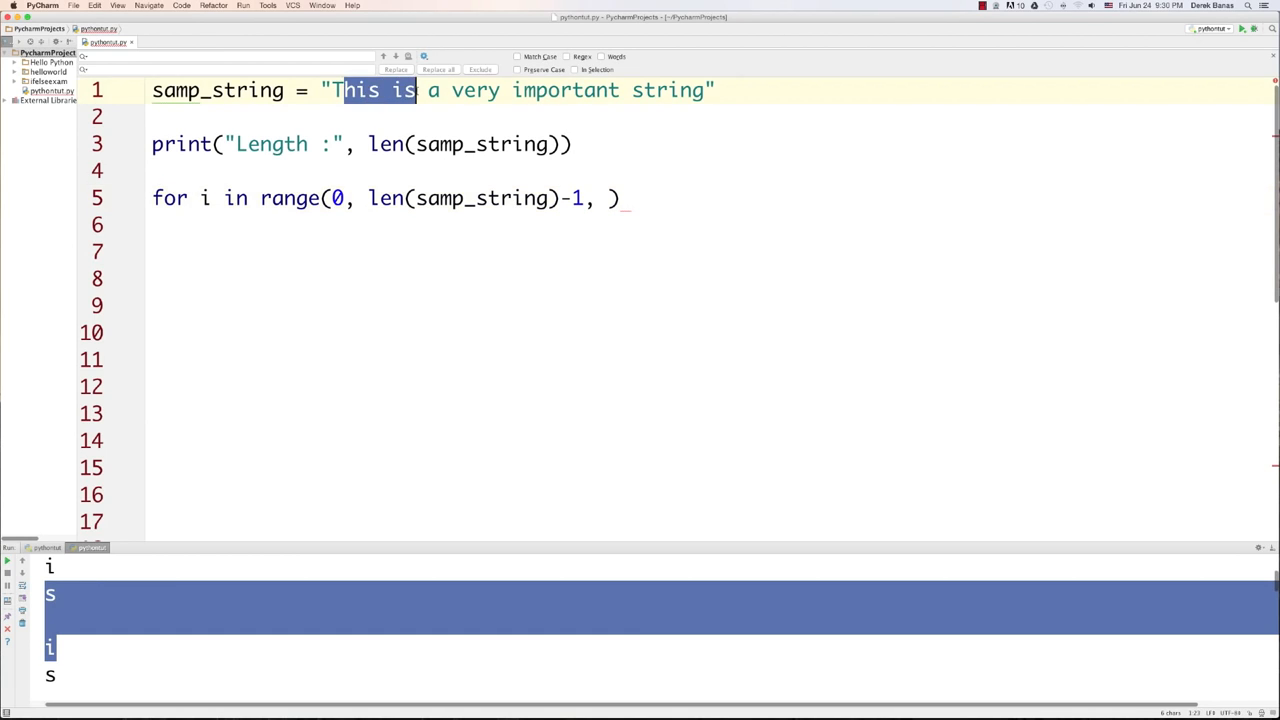 PyCharm File Edit View Navigate Code Refactor Run Tools VCS Window Help 10 Fri Jun 24 9:30 PM Derek Banas
pythontut.py - PycharmProjects - [~/PycharmProjects]
PycharmProjects pythontut.py pythontut
pythontut.py ×
PycharmProject
Hello Python
helloworld
ifelseexam
pythontut.py
External Librarie
Match Case Regex Words
Replace Replace all Exclude Preserve Case In Selection
1 samp_string = "This is a very important string"
2
3 print("Length :", len(samp_string))
4
5 for i in range(0, len(samp_string)-1, )
6
7
8
9
10
11
12
13
14
15
16
17
Run: pythontut pythontut
i
s
i
s
6 chars 1:23 LF÷ UTF-8÷